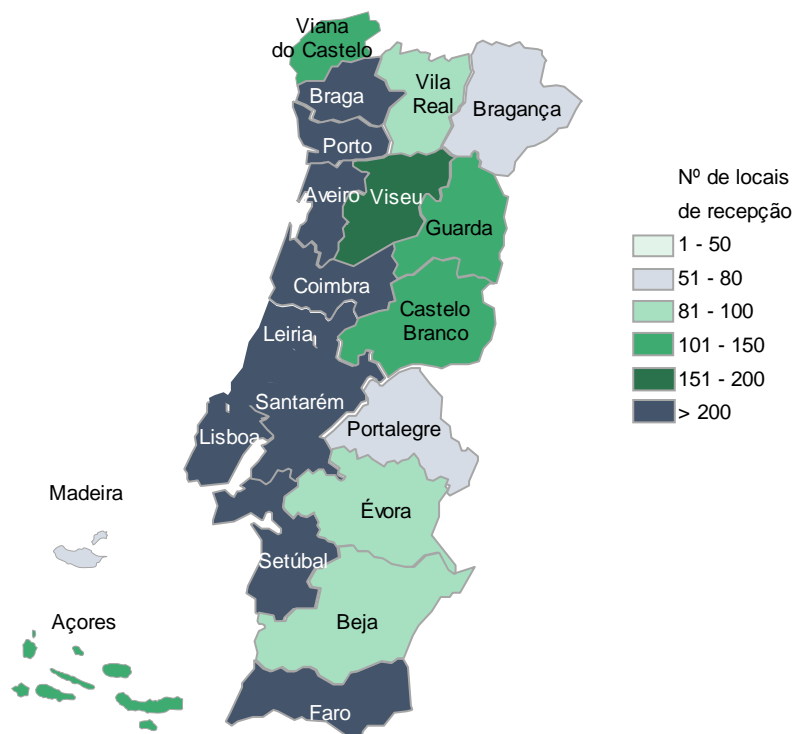 Viana
do Castelo
Braga
Vila
Real
Bragança
Porto
Aveiro
Viseu
Guarda
Coimbra
Castelo
Branco
Leiria
Santarém
Lisboa
Portalegre
Évora
Setúbal
Beja
Faro
Madeira
Açores
Nº de locais
de recepção
1 - 50
51 - 80
81 - 100
101 - 150
151 - 200
> 200